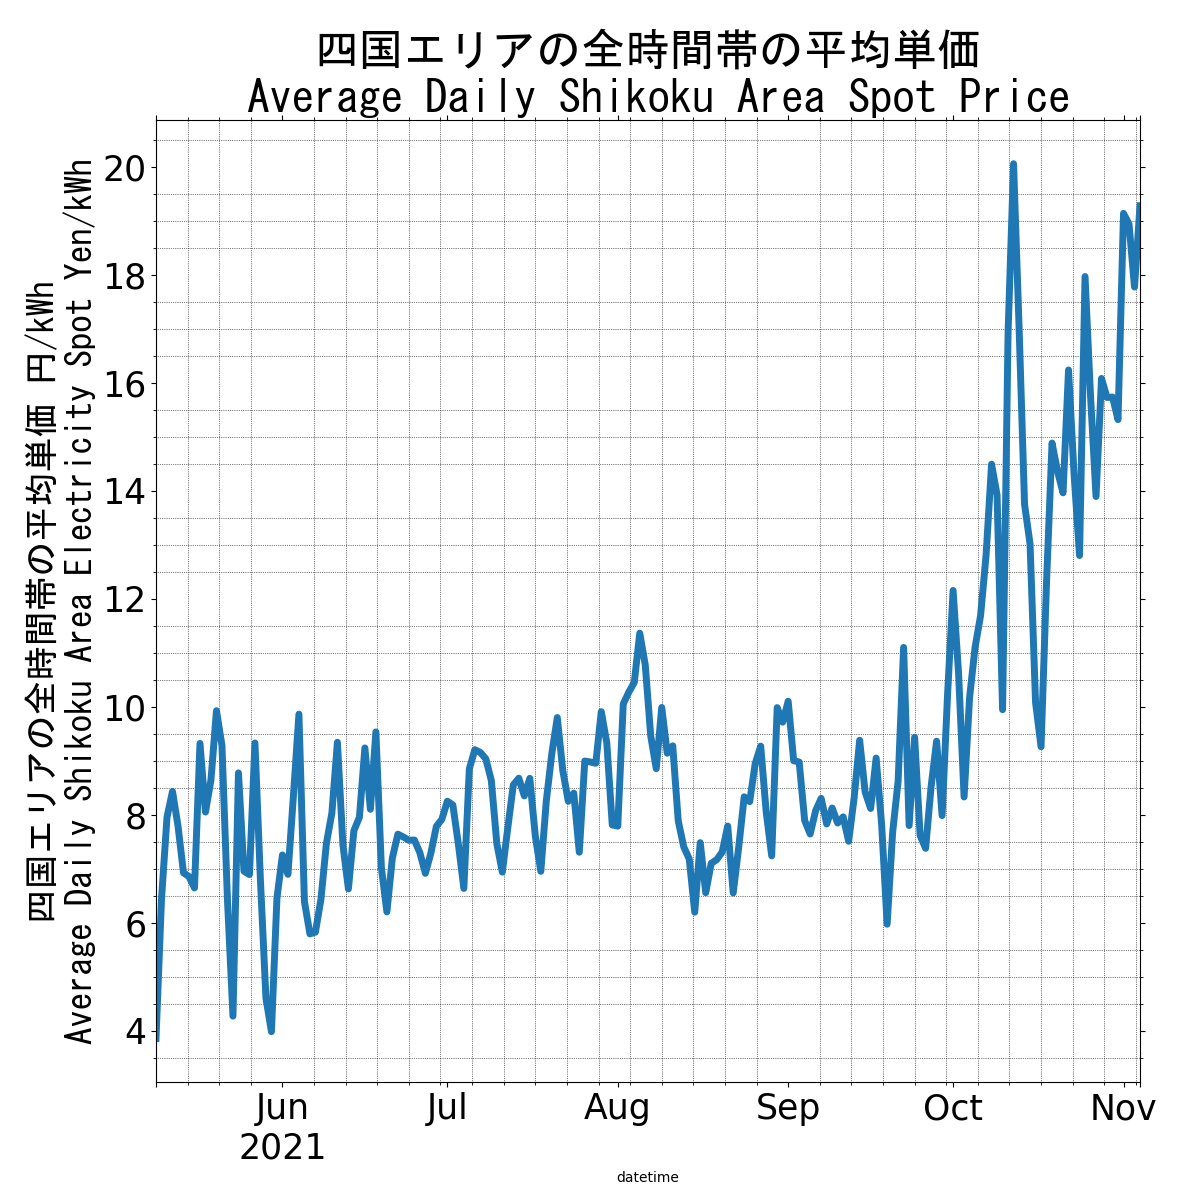 四国エリアの全時間帯の平均単価
Average Daily Shikoku Area Spot Price
四国エリアの全時間帯の平均単価 円/kWh
Average Daily Shikoku Area Electricity Spot Yen/kWh
20
18
16
14
12
10
8
6
4
Jun Jul Aug Sep Oct Nov
2021
datetime